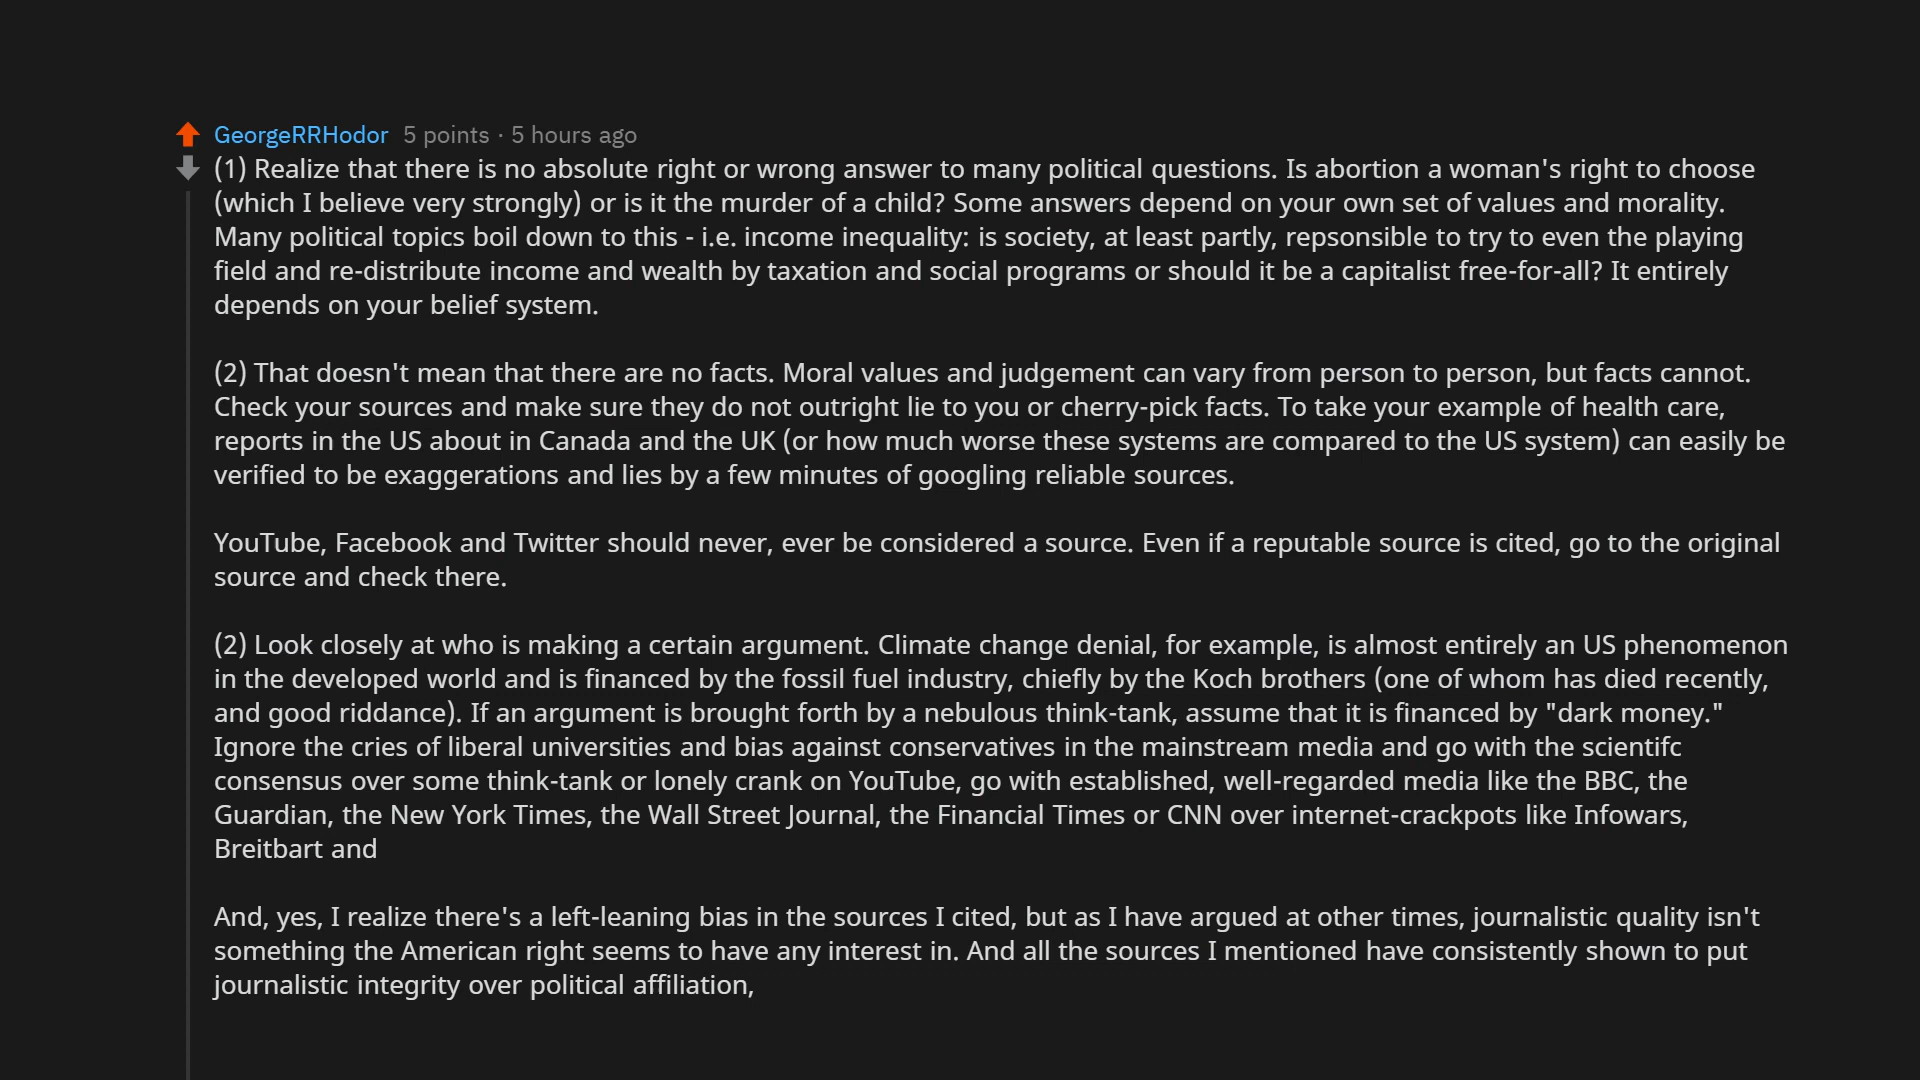 GeorgeRRHodor 5 points · 5 hours ago
(1) Realize that there is no absolute right or wrong answer to many political questions. Is abortion a woman's right to choose
(which I believe very strongly) or is it the murder of a child? Some answers depend on your own set of values and morality.
Many political topics boil down to this - i.e. income inequality: is society, at least partly, repsonsible to try to even the playing
field and re-distribute income and wealth by taxation and social programs or should it be a capitalist free-for-all? It entirely
depends on your belief system.
(2) That doesn't mean that there are no facts. Moral values and judgement can vary from person to person, but facts cannot.
Check your sources and make sure they do not outright lie to you or cherry-pick facts. To take your example of health care,
reports in the US about in Canada and the UK (or how much worse these systems are compared to the US system) can easily be
verified to be exaggerations and lies by a few minutes of googling reliable sources.
YouTube, Facebook and Twitter should never, ever be considered a source. Even if a reputable source is cited, go to the original
source and check there.
(2) Look closely at who is making a certain argument. Climate change denial, for example, is almost entirely an US phenomenon
in the developed world and is financed by the fossil fuel industry, chiefly by the Koch brothers (one of whom has died recently,
and good riddance). If an argument is brought forth by a nebulous think-tank, assume that it is financed by "dark money."
Ignore the cries of liberal universities and bias against conservatives in the mainstream media and go with the scientifc
consensus over some think-tank or lonely crank on YouTube, go with established, well-regarded media like the BBC, the
Guardian, the New York Times, the Wall Street Journal, the Financial Times or CNN over internet-crackpots like Infowars,
Breitbart and
And, yes, I realize there's a left-leaning bias in the sources I cited, but as I have argued at other times, journalistic quality isn't
something the American right seems to have any interest in. And all the sources I mentioned have consistently shown to put
journalistic integrity over political affiliation,